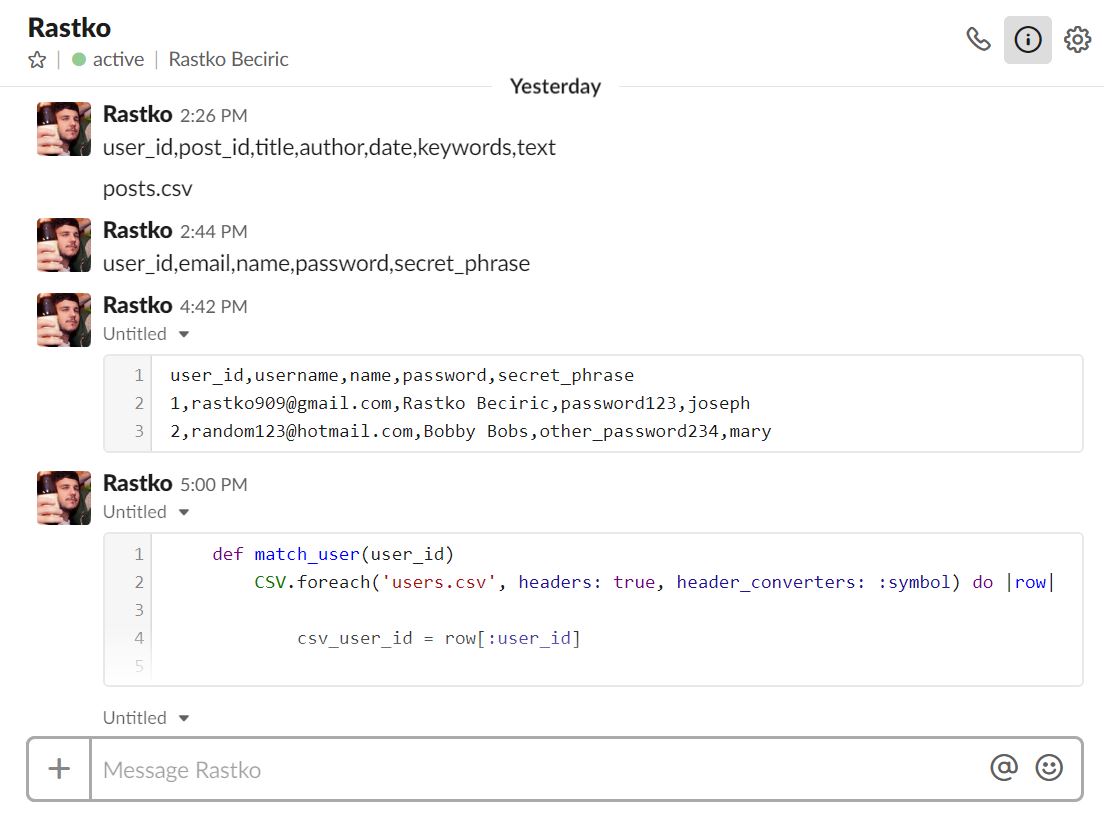 Rastko
active | Rastko Beciric
Yesterday
Rastko 2:26 PM
user_id,post_id,title,author,date,keywords,text
posts.csv
Rastko 2:44 PM
user_id,email,name,password,secret_phrase
Rastko 4:42 PM
Untitled
1 user_id,username,name,password,secret_phrase
2 1,rastko909@gmail.com,Rastko Beciric,password123,joseph
3 2,random123@hotmail.com,Bobby Bobs,other_password234,mary
Rastko 5:00 PM
Untitled
1 def match_user(user_id)
2 CSV.foreach('users.csv', headers: true, header_converters: :symbol) do |row|
3
4 csv_user_id = row[:user_id]
5
Untitled
Message Rastko